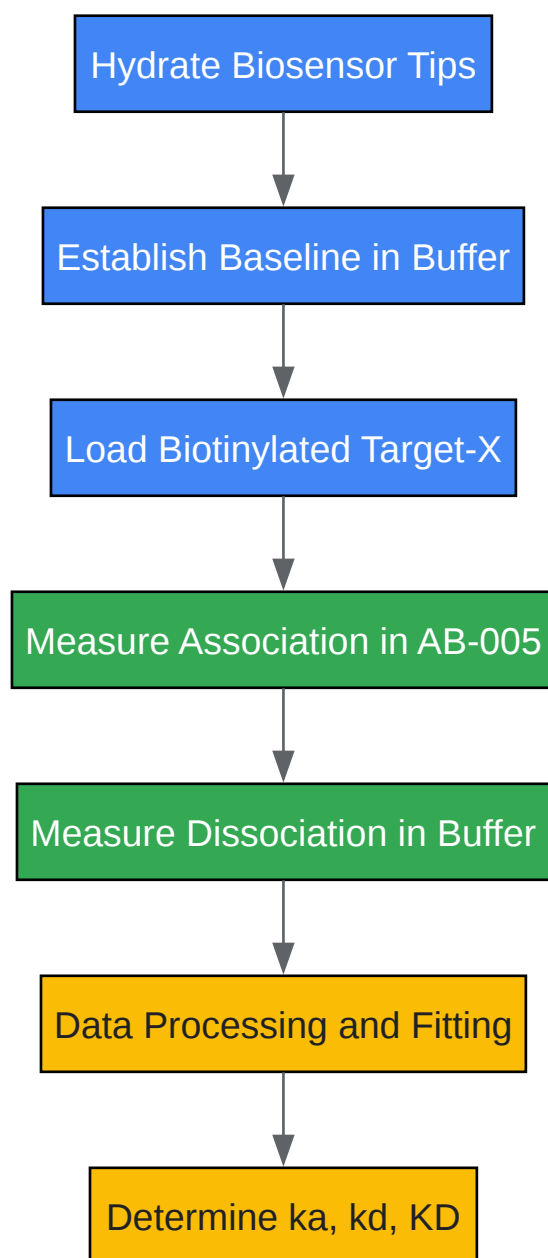 Hydrate Biosensor Tips
Establish Baseline in Buffer
Load Biotinylated Target-X
Measure Association in AB-005
Measure Dissociation in Buffer
Data Processing and Fitting
Determine ka, kd, KD